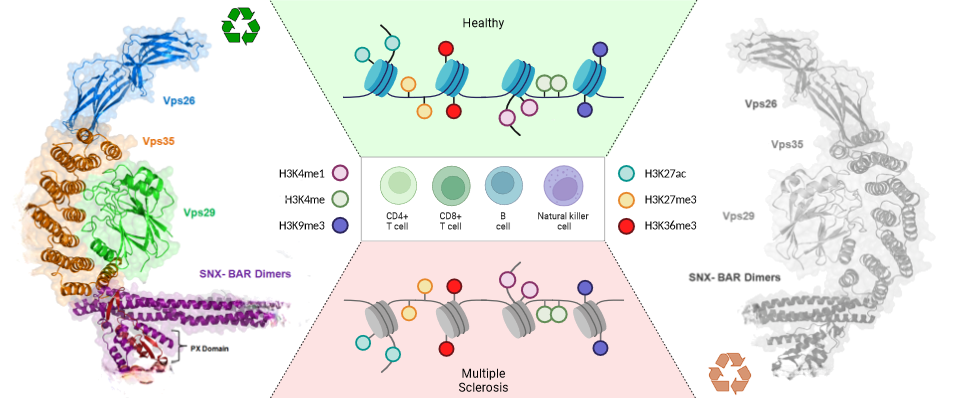 Healthy
Vps26
Vps35
Vps29
SNX- BAR Dimers
PX Domain
H3K4me1
H3K4me
H3K9me3
CD4+
T cell
CD8+
T cell
B
cell
Natural killer
cell
H3K27ac
H3K27me3
H3K36me3
Multiple
Sclerosis
Vps26
Vps35
Vps29
SNX- BAR Dimers